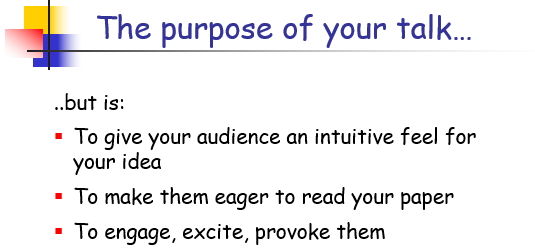 The purpose of your talk…
..but is:
▪ To give your audience an intuitive feel for
your idea
▪ To make them eager to read your paper
▪ To engage, excite, provoke them